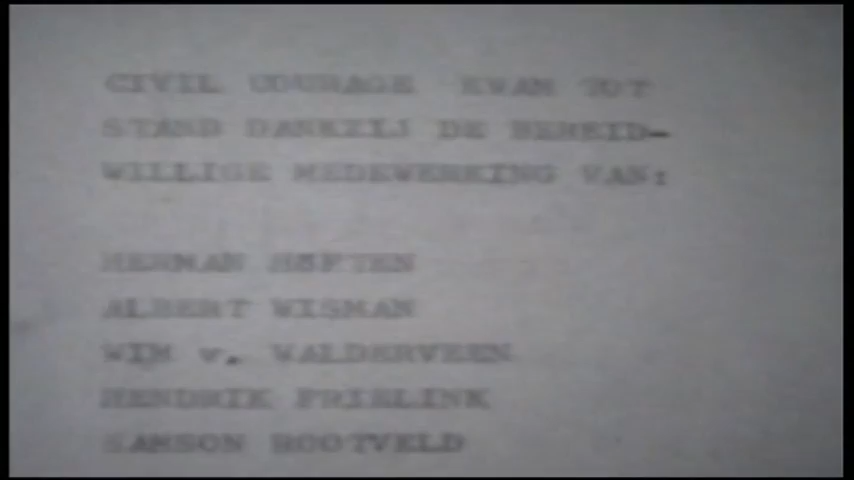 CIVIL COURAGE KWAM TOT
STAND DANKZIJ DE BEREID-
WILLIGE MEDEWERKING VAN:
HERMAN
ALBERT WISMAN
WIM v. WALDERVEEN
HENDRIK FRIELINK
SAMSON ROOTVELD